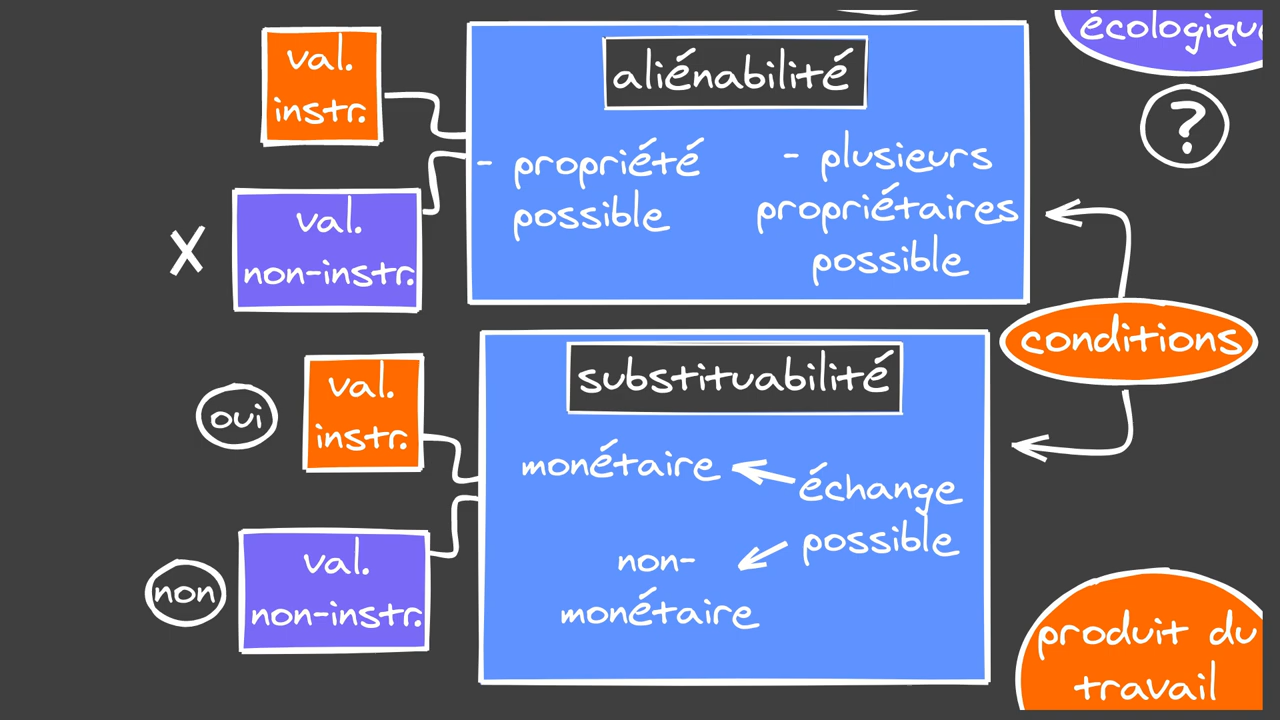 val.
instr.
X
val.
non-instr.
aliénabilité
- propriété
possible
- plusieurs
propriétaires
possible
écologiqu
?
conditions
oui
val.
instr.
non
val.
non-instr.
substituabilité
monétaire
échange
possible
non-
monétaire
produit du
travail